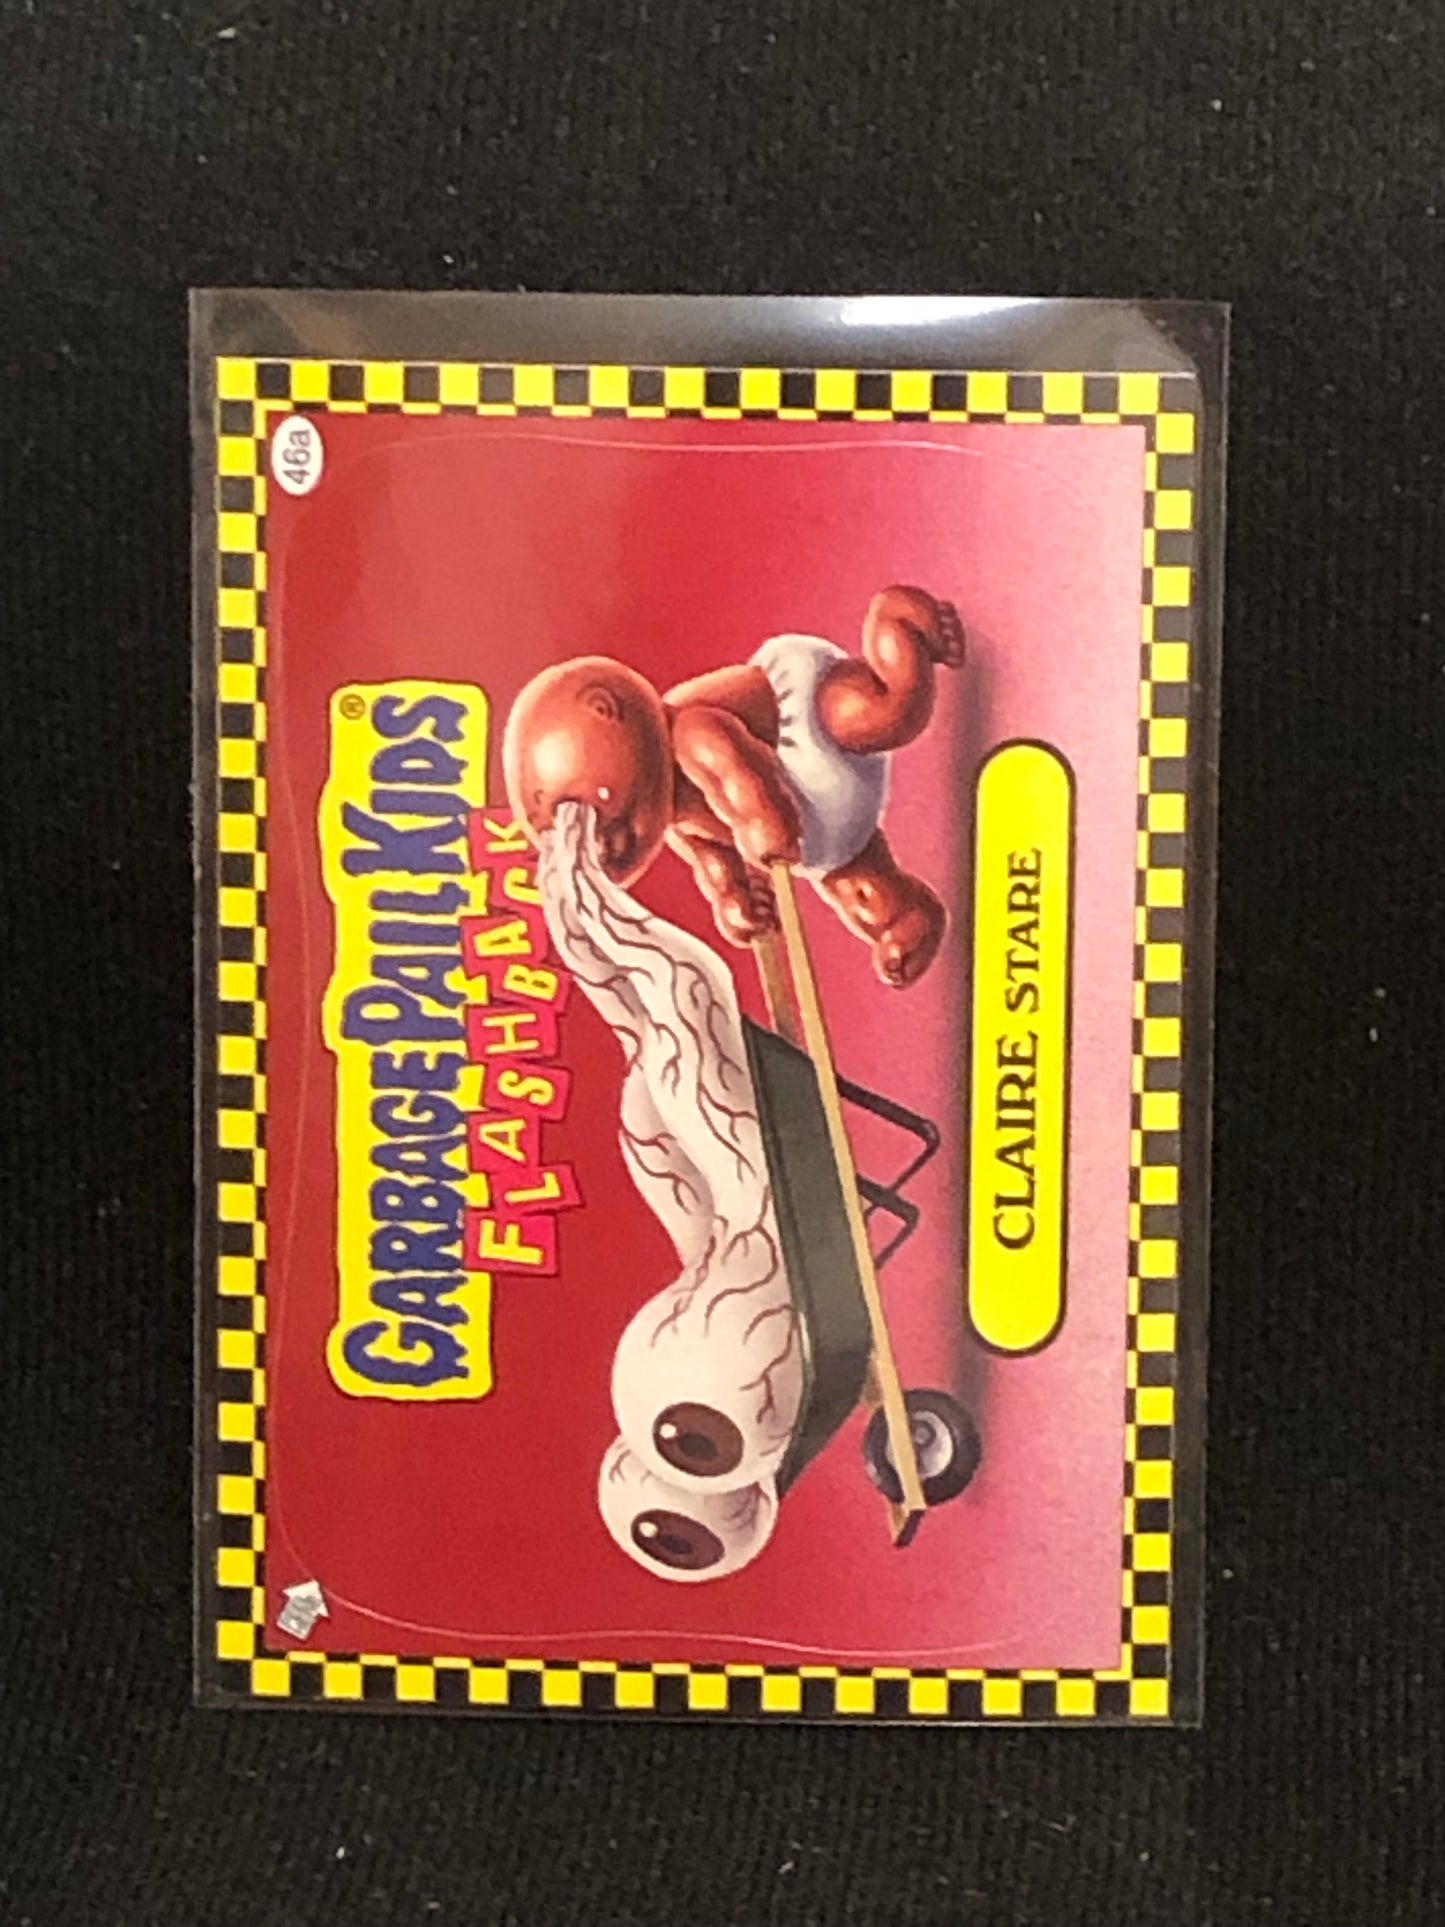 46a
GARBAGE PAIL KIDS®
FLASHBACK
CLAIRE STARE